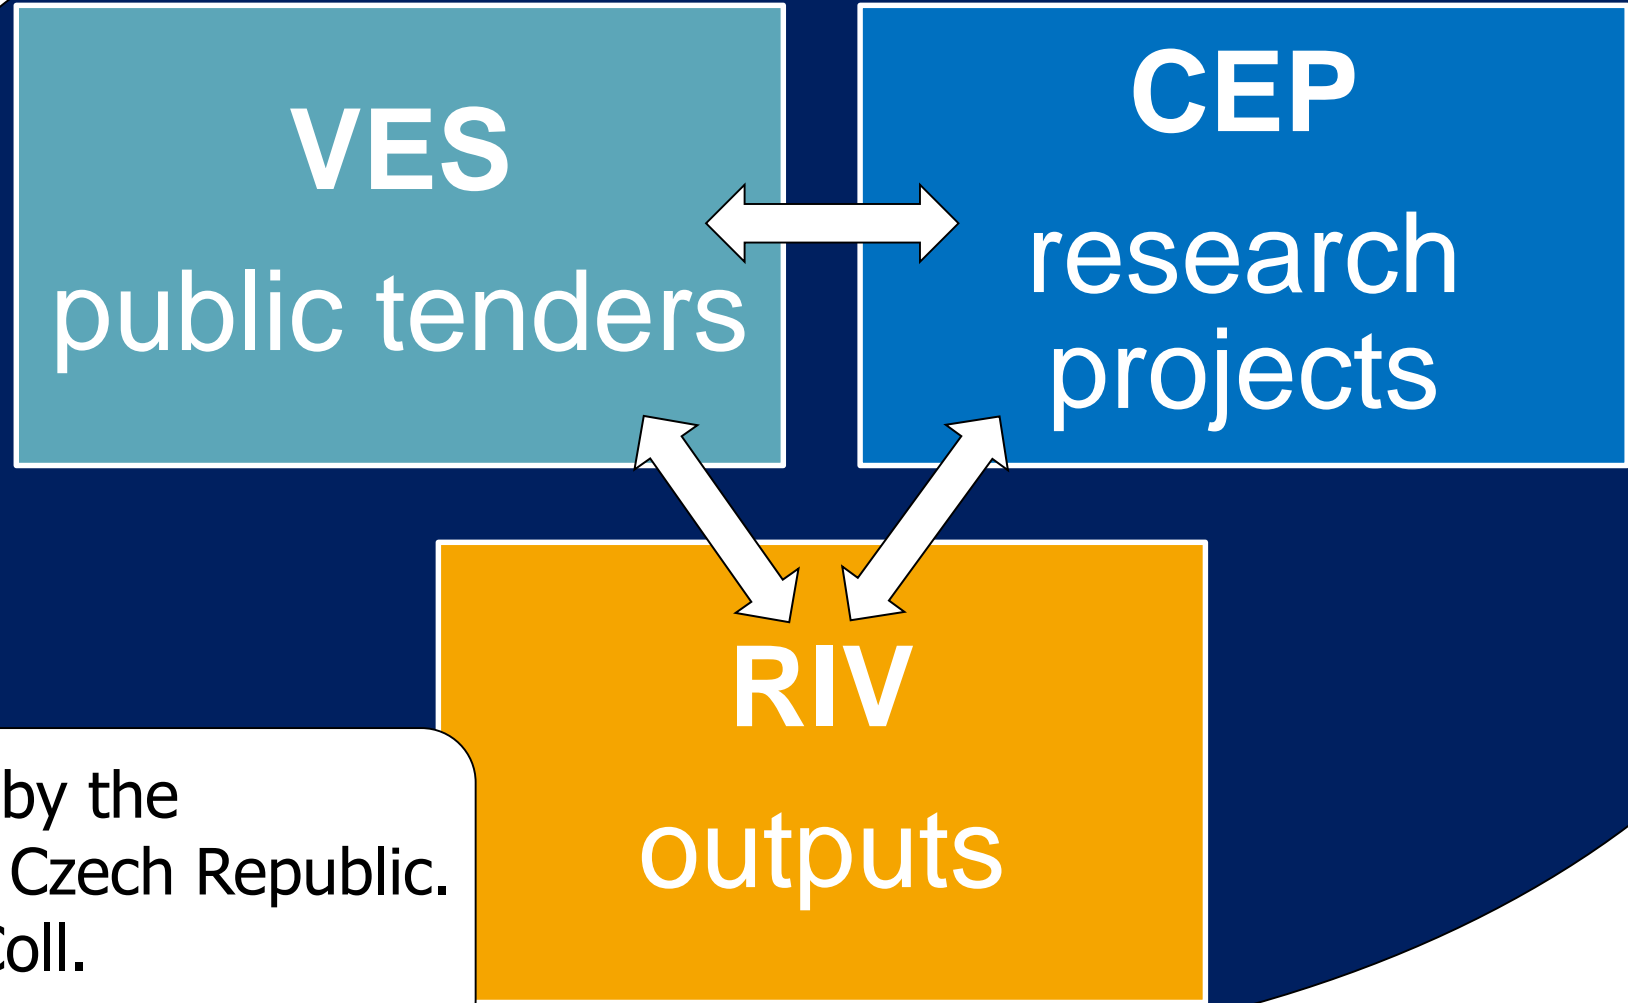 VES
public tenders
CEP
research
projects
RIV
outputs
by the
Czech Republic.
Coll.